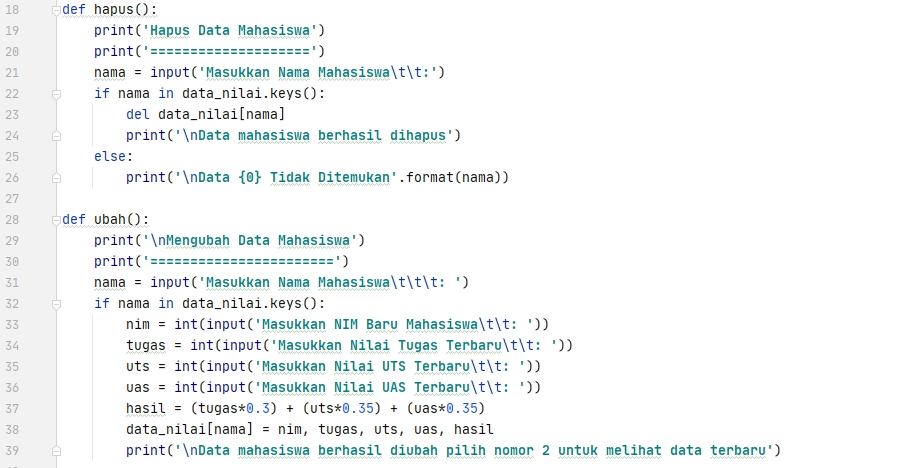 18 def hapus():
19     print('Hapus Data Mahasiswa')
20     print('====================')
21     nama = input('Masukkan Nama Mahasiswa\t\t:')
22     if nama in data_nilai.keys():
23         del data_nilai[nama]
24         print('\nData mahasiswa berhasil dihapus')
25     else:
26         print('\nData {0} Tidak Ditemukan'.format(nama))
27
28 def ubah():
29     print('\nMengubah Data Mahasiswa')
30     print('=======================')
31     nama = input('Masukkan Nama Mahasiswa\t\t\t: ')
32     if nama in data_nilai.keys():
33         nim = int(input('Masukkan NIM Baru Mahasiswa\t\t: '))
34         tugas = int(input('Masukkan Nilai Tugas Terbaru\t\t: '))
35         uts = int(input('Masukkan Nilai UTS Terbaru\t\t: '))
36         uas = int(input('Masukkan Nilai UAS Terbaru\t\t: '))
37         hasil = (tugas*0.3) + (uts*0.35) + (uas*0.35)
38         data_nilai[nama] = nim, tugas, uts, uas, hasil
39         print('\nData mahasiswa berhasil diubah pilih nomor 2 untuk melihat data terbaru')